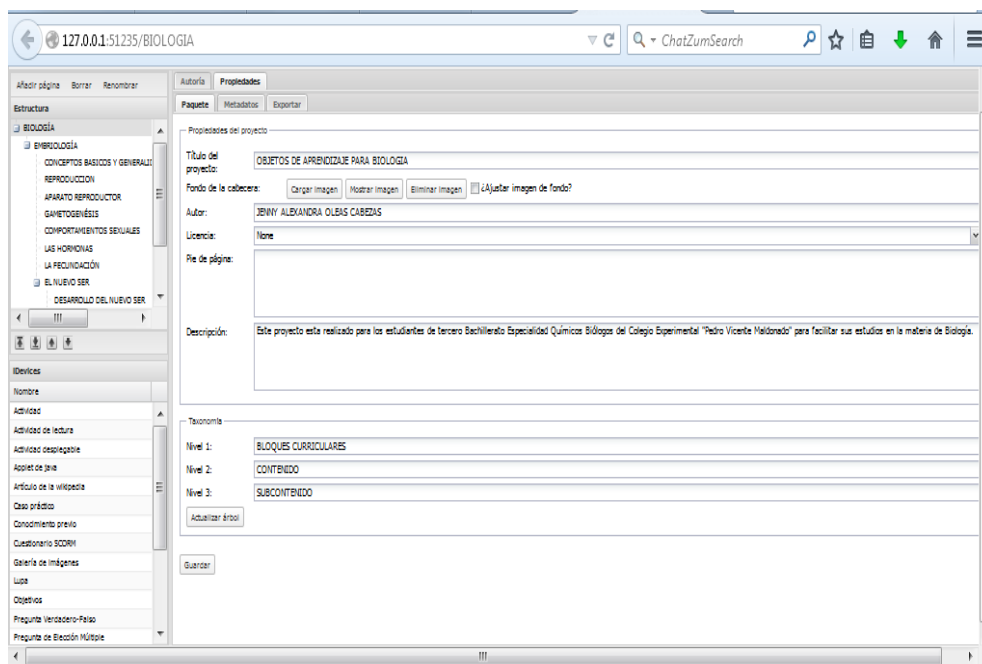 127.0.0.1:51235/BIOLOGIA
ChatZumSearch
Añadir página Borrar Renombrar
Estructura
BIOLOGÍA
EMBRIOLOGÍA
CONCEPTOS BASICOS Y GENERALI
REPRODUCCION
APARATO REPRODUCTOR
GAMETOGENÉSIS
COMPORTAMIENTOS SEXUALES
LAS HORMONAS
LA FECUNDACIÓN
EL NUEVO SER
DESARROLLO DEL NUEVO SER
iDevices
Nombre
Actividad
Actividad de lectura
Actividad desplegable
Applet de java
Artículo de la wikipedia
Caso práctico
Conocimiento previo
Cuestionario SCORM
Galería de imágenes
Lupa
Objetivos
Pregunta Verdadero-Falso
Pregunta de Elección Múltiple
Autoría Propiedades
Paquete Metadatos Exportar
Propiedades del proyecto
Título del
proyecto:
OBJETOS DE APRENDIZAJE PARA BIOLOGIA
Fondo de la cabecera: Cargar imagen Mostrar imagen Eliminar imagen ¿Ajustar imagen de fondo?
Autor: JENNY ALEXANDRA OLEAS CABEZAS
Licencia: None
Pie de página:
Descripción: Este proyecto esta realizado para los estudiantes de tercero Bachillerato Especialidad Químicos Biólogos del Colegio Experimental "Pedro Vicente Maldonado" para facilitar sus estudios en la materia de Biología.
Taxonomía
Nivel 1: BLOQUES CURRICULARES
Nivel 2: CONTENIDO
Nivel 3: SUBCONTENIDO
Actualizar árbol
Guardar